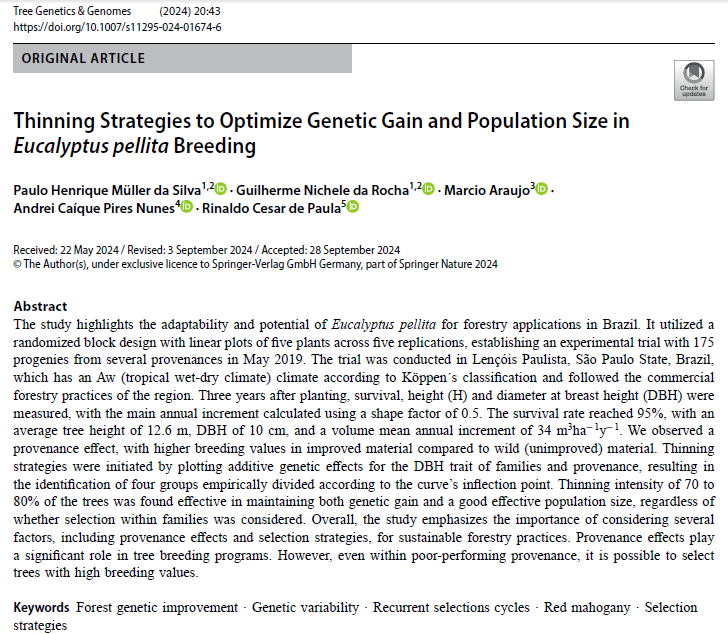 Tree Genetics & Genomes (2024) 20:43
https://doi.org/10.1007/s11295-024-01674-6
ORIGINAL ARTICLE
Check for
updates
Thinning Strategies to Optimize Genetic Gain and Population Size in
Eucalyptus pellita Breeding
Paulo Henrique Müller da Silva1,2 iD · Guilherme Nichele da Rocha1,2 iD · Marcio Araujo3 iD ·
Andrei Caíque Pires Nunes4 iD · Rinaldo Cesar de Paula5 iD
Received: 22 May 2024 / Revised: 3 September 2024 / Accepted: 28 September 2024
© The Author(s), under exclusive licence to Springer-Verlag GmbH Germany, part of Springer Nature 2024
Abstract
The study highlights the adaptability and potential of Eucalyptus pellita for forestry applications in Brazil. It utilized a
randomized block design with linear plots of five plants across five replications, establishing an experimental trial with 175
progenies from several provenances in May 2019. The trial was conducted in Lençóis Paulista, São Paulo State, Brazil,
which has an Aw (tropical wet-dry climate) climate according to Köppen´s classification and followed the commercial
forestry practices of the region. Three years after planting, survival, height (H) and diameter at breast height (DBH) were
measured, with the main annual increment calculated using a shape factor of 0.5. The survival rate reached 95%, with an
average tree height of 12.6 m, DBH of 10 cm, and a volume mean annual increment of 34 m³ha⁻¹y⁻¹. We observed a
provenance effect, with higher breeding values in improved material compared to wild (unimproved) material. Thinning
strategies were initiated by plotting additive genetic effects for the DBH trait of families and provenance, resulting in
the identification of four groups empirically divided according to the curve's inflection point. Thinning intensity of 70 to
80% of the trees was found effective in maintaining both genetic gain and a good effective population size, regardless of
whether selection within families was considered. Overall, the study emphasizes the importance of considering several
factors, including provenance effects and selection strategies, for sustainable forestry practices. Provenance effects play
a significant role in tree breeding programs. However, even within poor-performing provenance, it is possible to select
trees with high breeding values.
Keywords Forest genetic improvement · Genetic variability · Recurrent selections cycles · Red mahogany · Selection
strategies